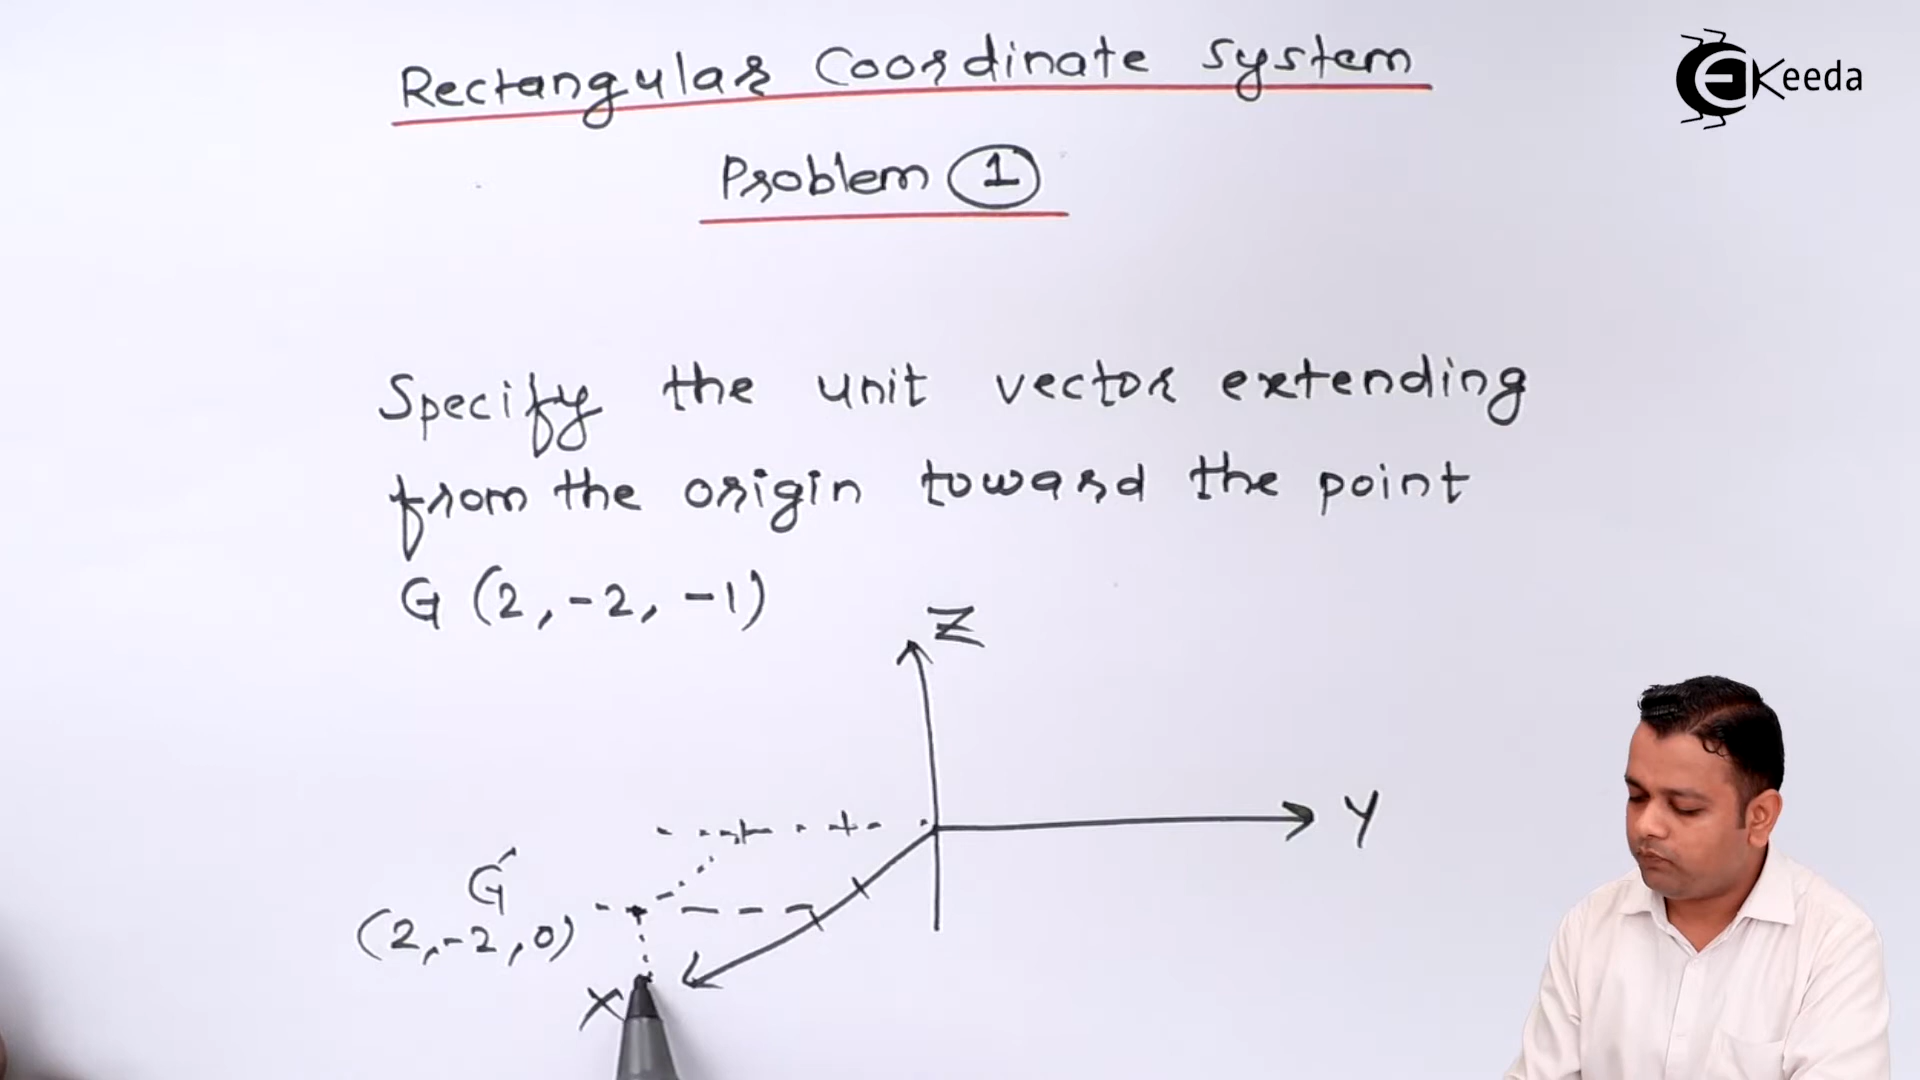 Rectangular Coordinate System
EKeeda
Problem 1
Specify the unit vector extending
from the origin toward the point
G (2, -2, -1)
Z
Y
G'
(2, -2, 0)
X